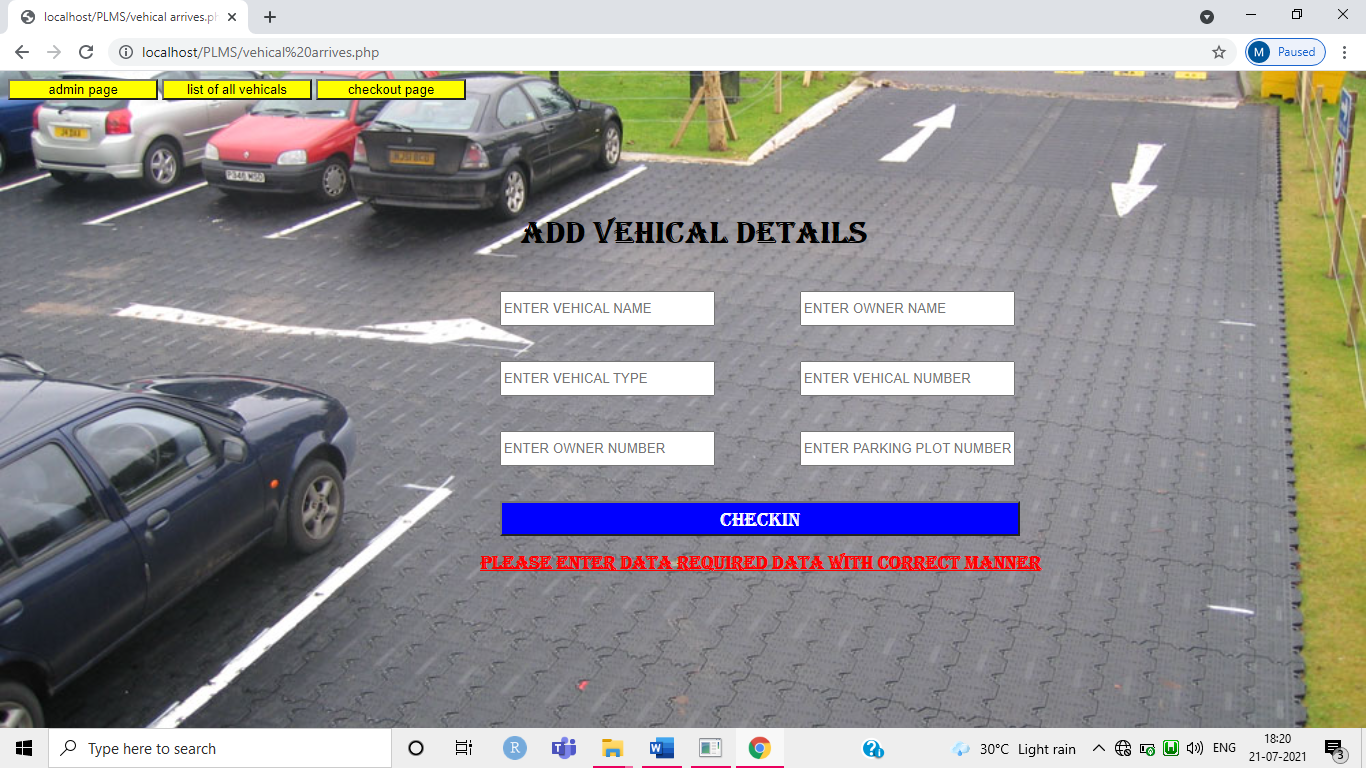 localhost/PLMS/vehical arrives.ph
localhost/PLMS/vehical%20arrives.php
M Paused
admin page list of all vehicals checkout page
P346 MSO
ADD VEHICAL DETAILS
ENTER VEHICAL NAME ENTER OWNER NAME
ENTER VEHICAL TYPE ENTER VEHICAL NUMBER
ENTER OWNER NUMBER ENTER PARKING PLOT NUMBER
CHECKIN
PLEASE ENTER DATA REQUIRED DATA WITH CORRECT MANNER
Type here to search
R
30°C Light rain
ENG
18:20
21-07-2021
3